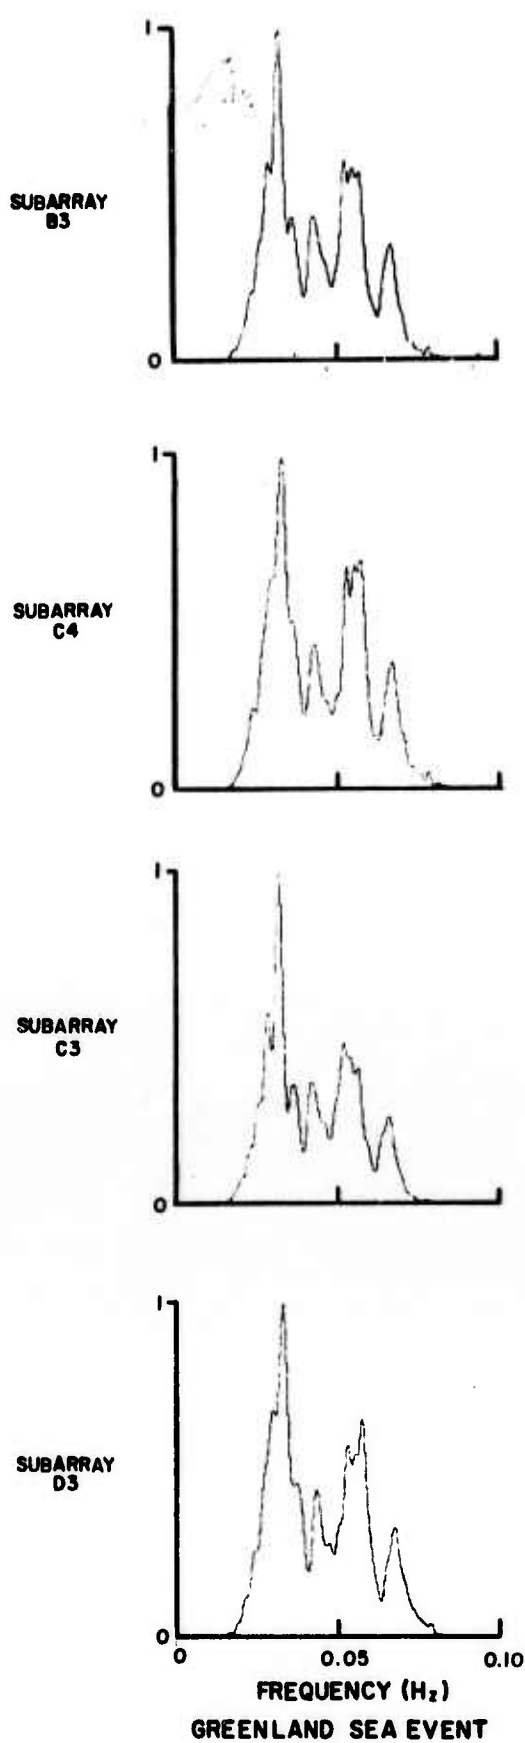 1
SUBARRAY
B3
0
1
SUBARRAY
C4
0
1
SUBARRAY
C3
0
1
SUBARRAY
D3
0
0 0.05 0.10
FREQUENCY (Hz)
GREENLAND SEA EVENT